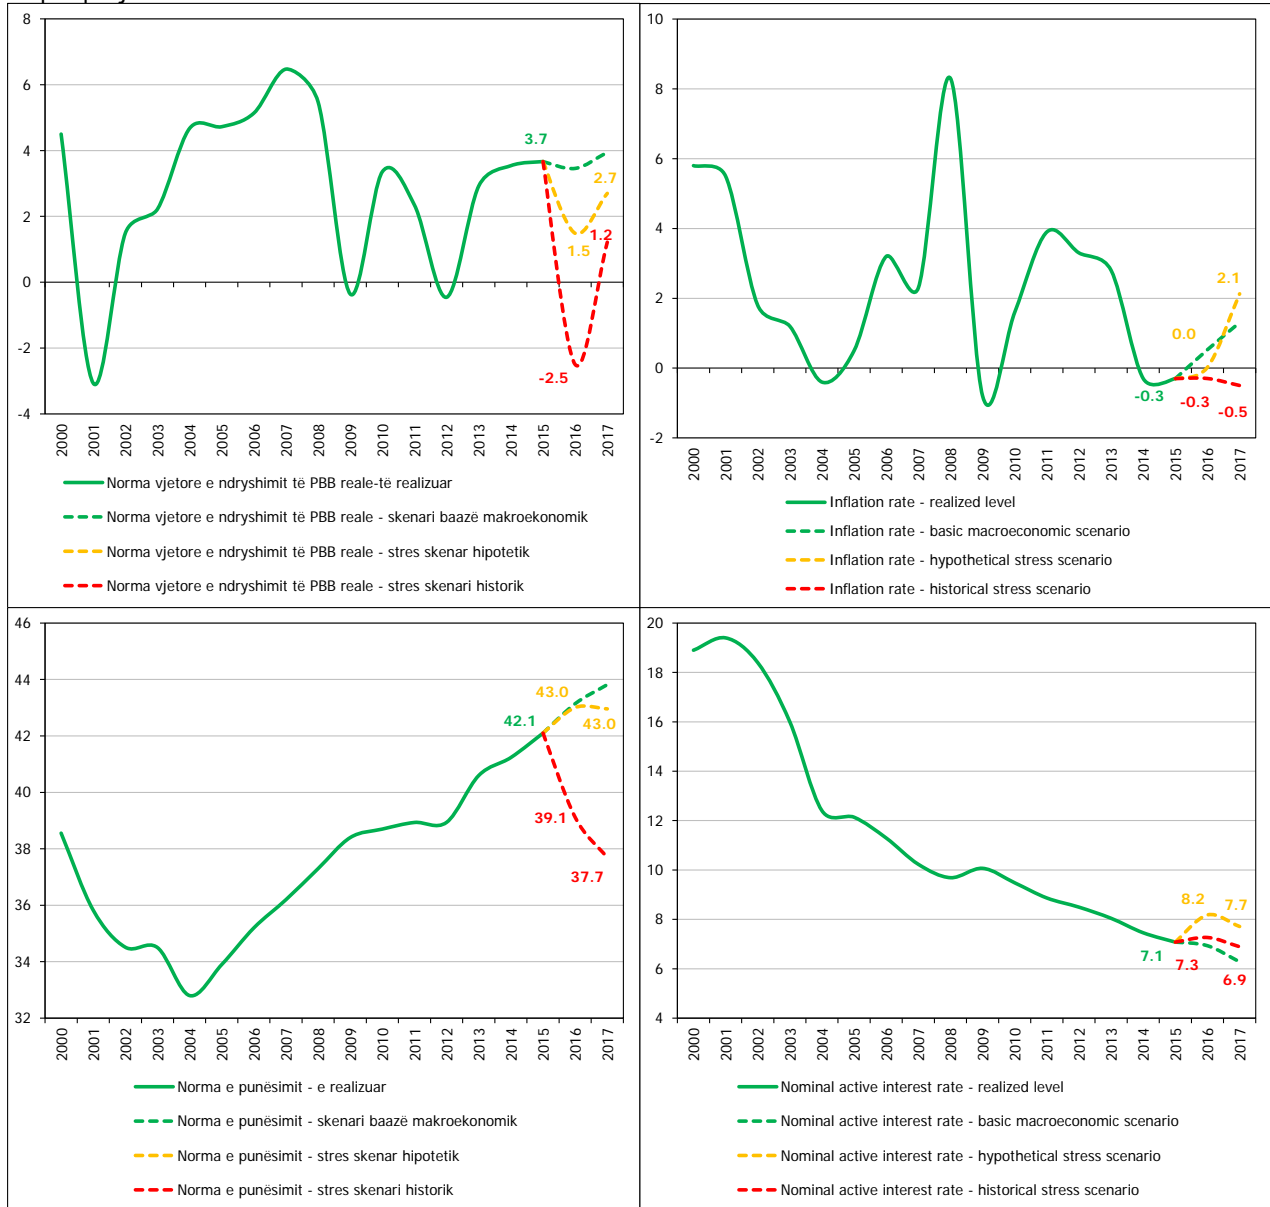 8
6
4
2
0
-2
-4
3.7
2.7
1.5
1.2
-2.5
2000 2001 2002 2003 2004 2005 2006 2007 2008 2009 2010 2011 2012 2013 2014 2015 2016 2017
Norma vjetore e ndryshimit të PBB reale-të realizuar
Norma vjetore e ndryshimit të PBB reale - skenari baazë makroekonomik
Norma vjetore e ndryshimit të PBB reale - stres skenar hipotetik
Norma vjetore e ndryshimit të PBB reale - stres skenari historik
10
8
6
4
2
0
-2
2.1
0.0
-0.3
-0.3
-0.5
2000 2001 2002 2003 2004 2005 2006 2007 2008 2009 2010 2011 2012 2013 2014 2015 2016 2017
Inflation rate - realized level
Inflation rate - basic macroeconomic scenario
Inflation rate - hypothetical stress scenario
Inflation rate - historical stress scenario
46
44
42
40
38
36
34
32
43.0
42.1
43.0
39.1
37.7
2000 2001 2002 2003 2004 2005 2006 2007 2008 2009 2010 2011 2012 2013 2014 2015 2016 2017
Norma e punësimit - e realizuar
Norma e punësimit - skenari baazë makroekonomik
Norma e punësimit - stres skenar hipotetik
Norma e punësimit - stres skenari historik
20
18
16
14
12
10
8
6
4
8.2
7.7
7.1
7.3
6.9
2000 2001 2002 2003 2004 2005 2006 2007 2008 2009 2010 2011 2012 2013 2014 2015 2016 2017
Nominal active interest rate - realized level
Nominal active interest rate - basic macroeconomic scenario
Nominal active interest rate - hypothetical stress scenario
Nominal active interest rate - historical stress scenario